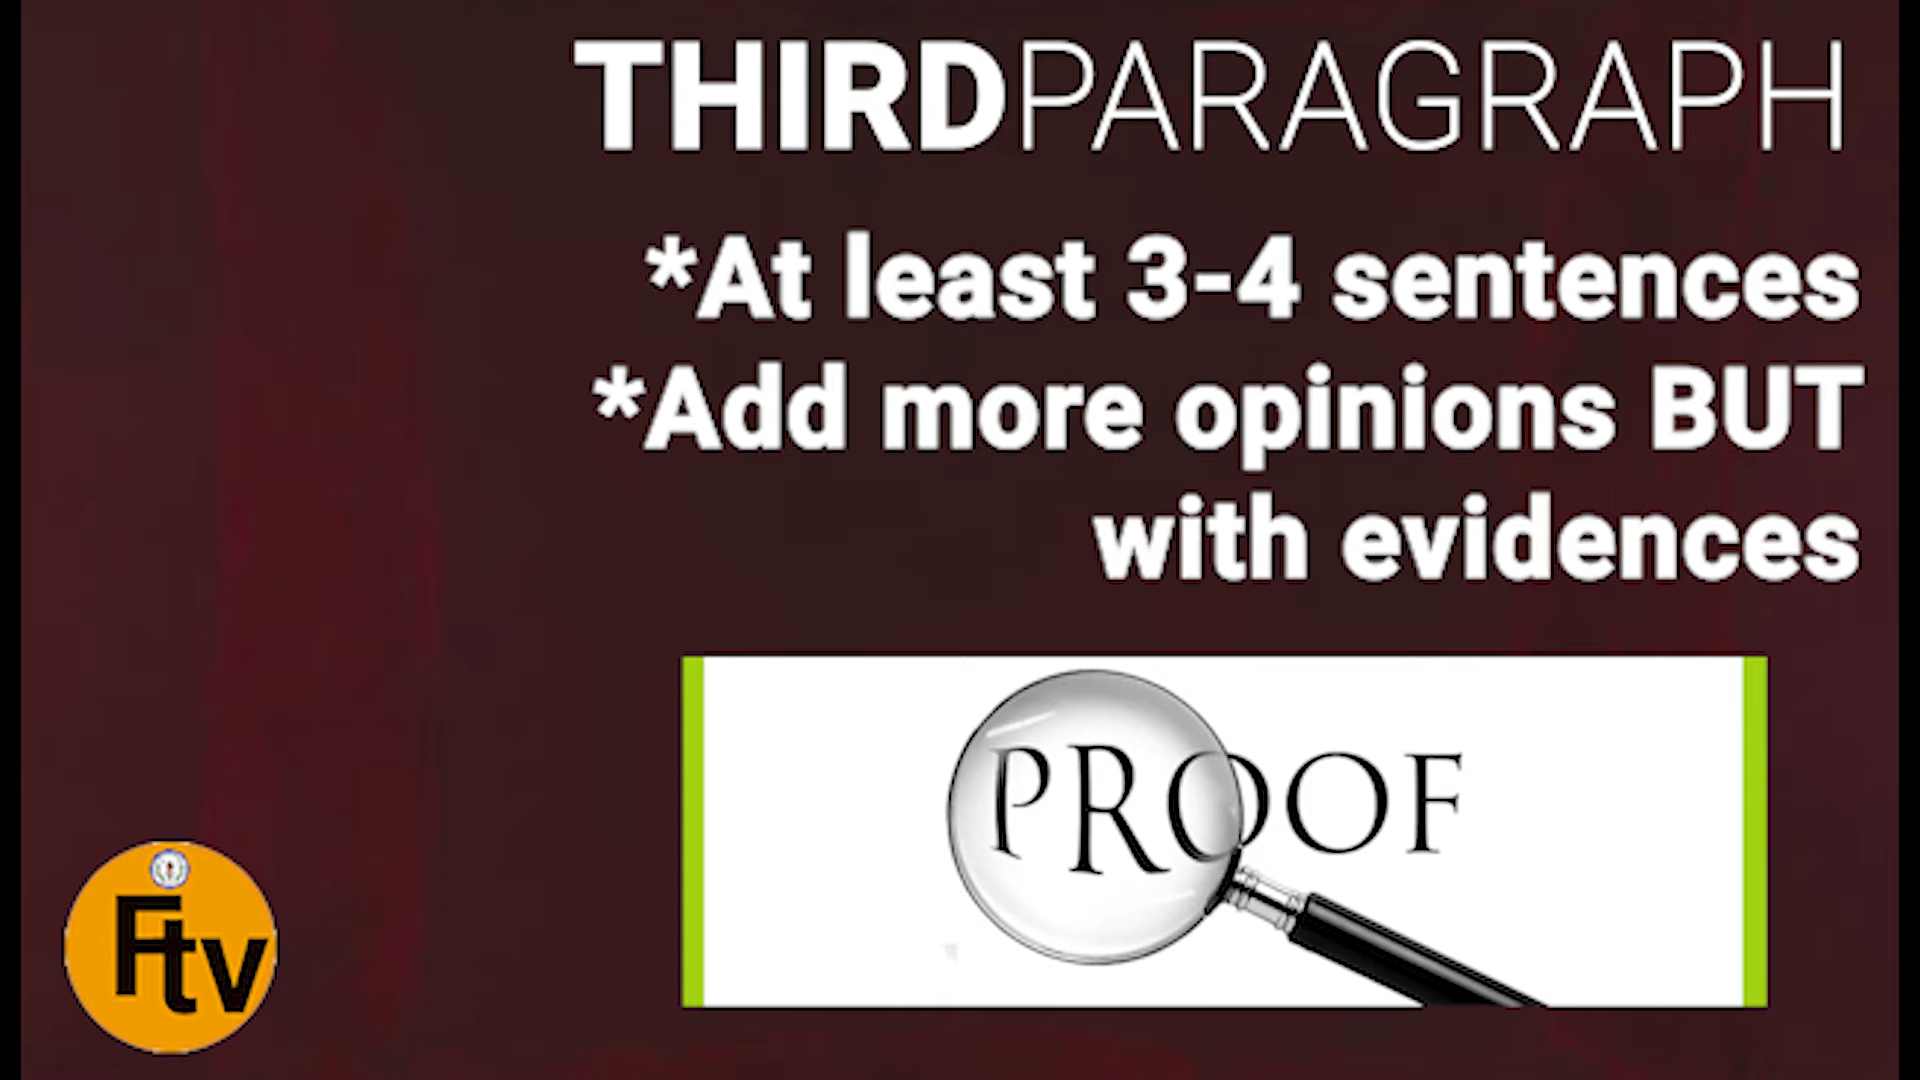 THIRDPARAGRAPH
*At least 3-4 sentences
*Add more opinions BUT
with evidences
PROOF
Ftv